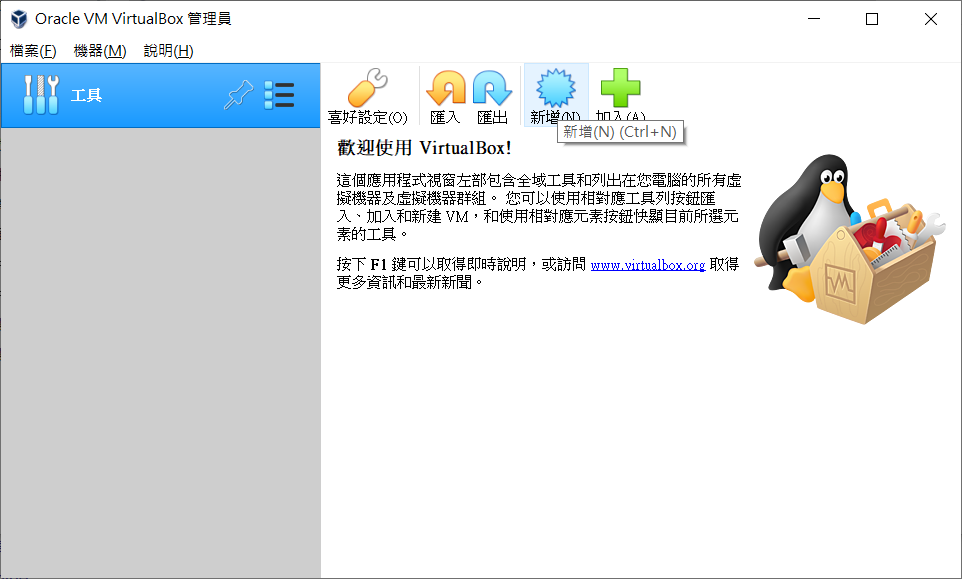 Oracle VM VirtualBox 管理員
檔案(F) 機器(M) 說明(H)
工具
喜好設定(O) 匯入 匯出 新增(N) 加入(A)
新增(N) (Ctrl+N)
歡迎使用 VirtualBox!
這個應用程式視窗左部包含全域工具和列出在您電腦的所有虛
擬機器及虛擬機器群組。 您可以使用相對應工具列按鈕匯
入、加入和新建 VM，和使用相對應元素按鈕快顯目前所選元
素的工具。
按下 F1 鍵可以取得即時說明，或訪問 www.virtualbox.org 取得
更多資訊和最新新聞。